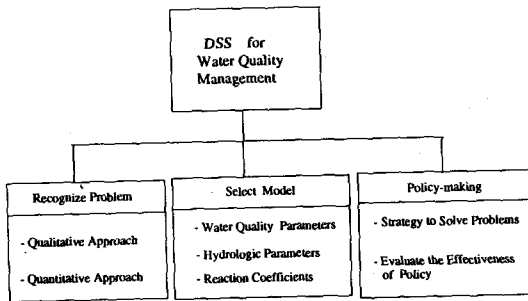 DSS for
Water Quality
Management
Recognize Problem
- Qualitative Approach
- Quantitative Approach
Select Model
- Water Quality Parameters
- Hydrologic Parameters
- Reaction Coefficients
Policy-making
- Strategy to Solve Problems
- Evaluate the Effectiveness
of Policy